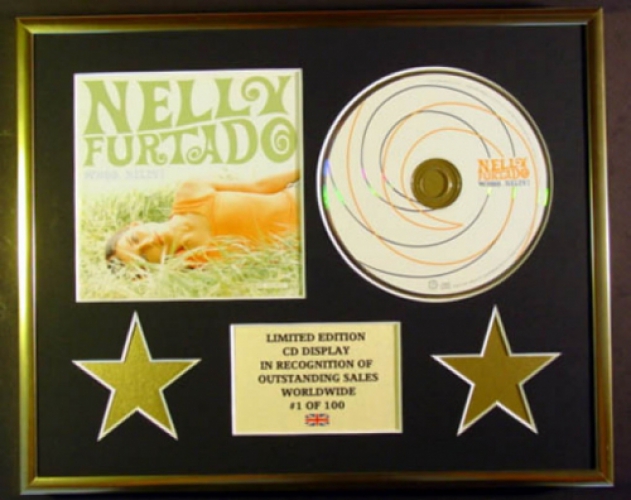 NELLY
FURTADO
WHOA, NELLY!
NELLY
FURTADO
WHOA, NELLY!
LIMITED EDITION
CD DISPLAY
IN RECOGNITION OF
OUTSTANDING SALES
WORLDWIDE
#1 OF 100